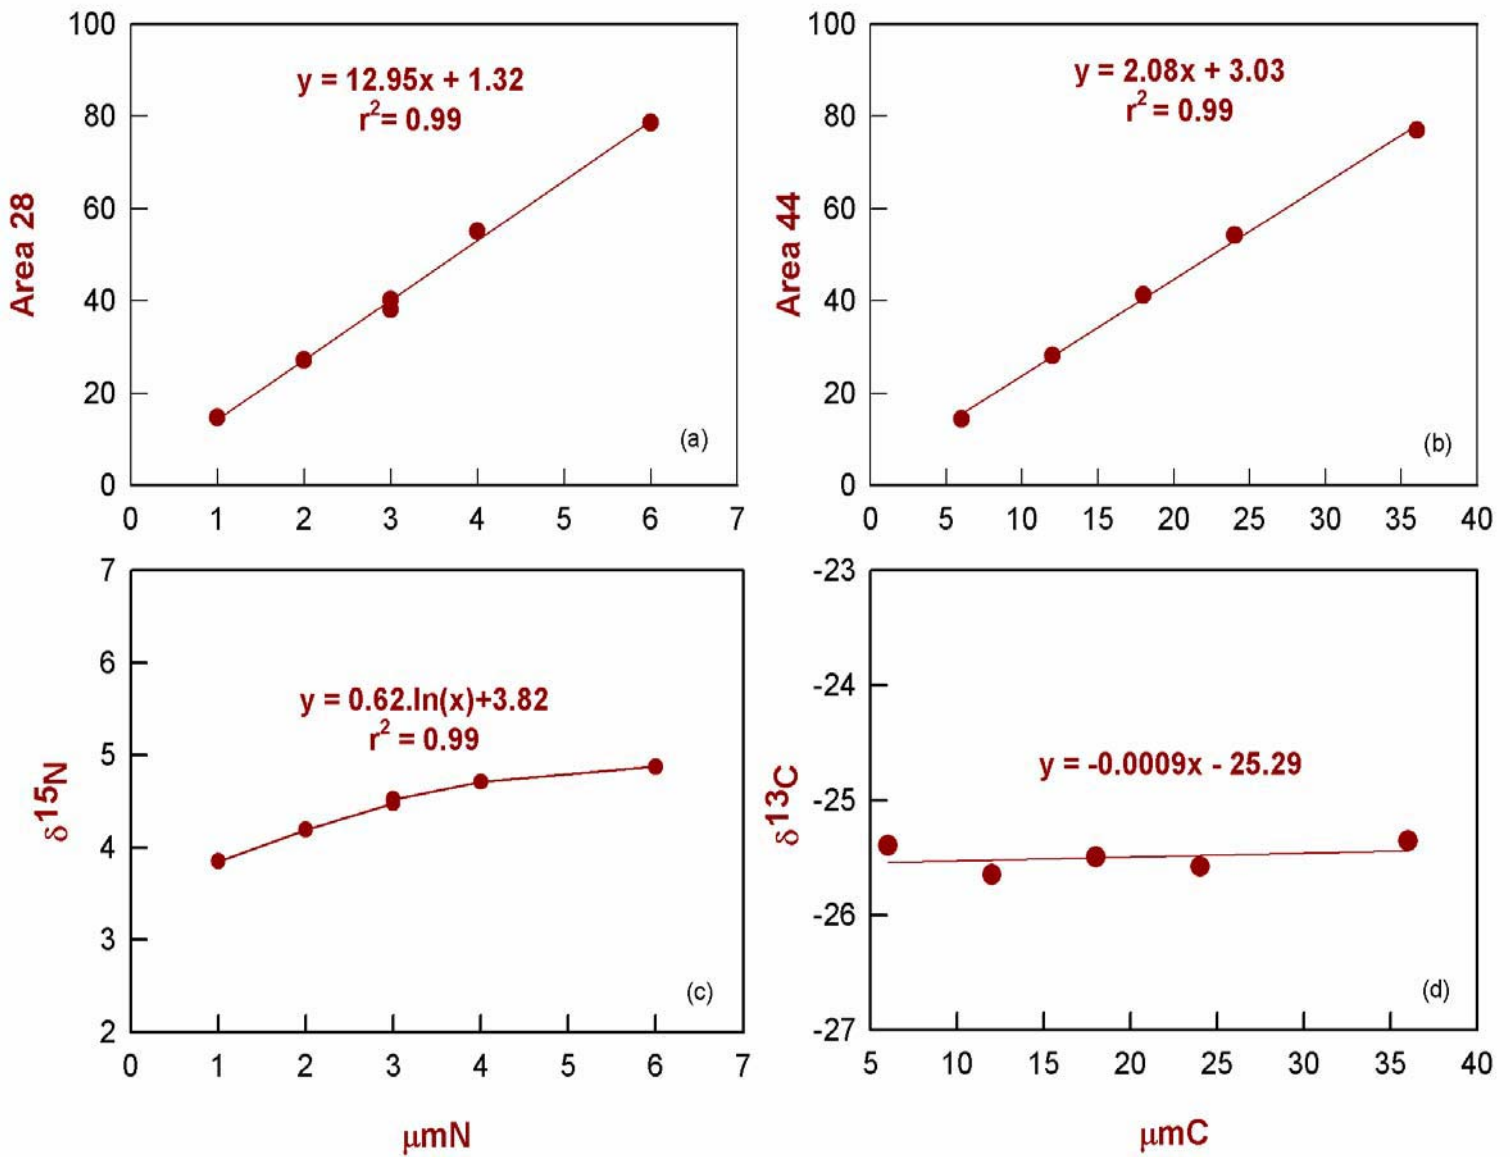 100
80
60
40
20
0
Area 28
y = 12.95x + 1.32
r²= 0.99
(a)
0 1 2 3 4 5 6 7
100
80
60
40
20
0
Area 44
y = 2.08x + 3.03
r² = 0.99
(b)
0 5 10 15 20 25 30 35 40
7
6
5
4
3
2
δ¹⁵N
y = 0.62.ln(x)+3.82
r² = 0.99
(c)
0 1 2 3 4 5 6 7
μmN
-23
-24
-25
-26
-27
δ¹³C
y = -0.0009x - 25.29
(d)
5 10 15 20 25 30 35 40
μmC